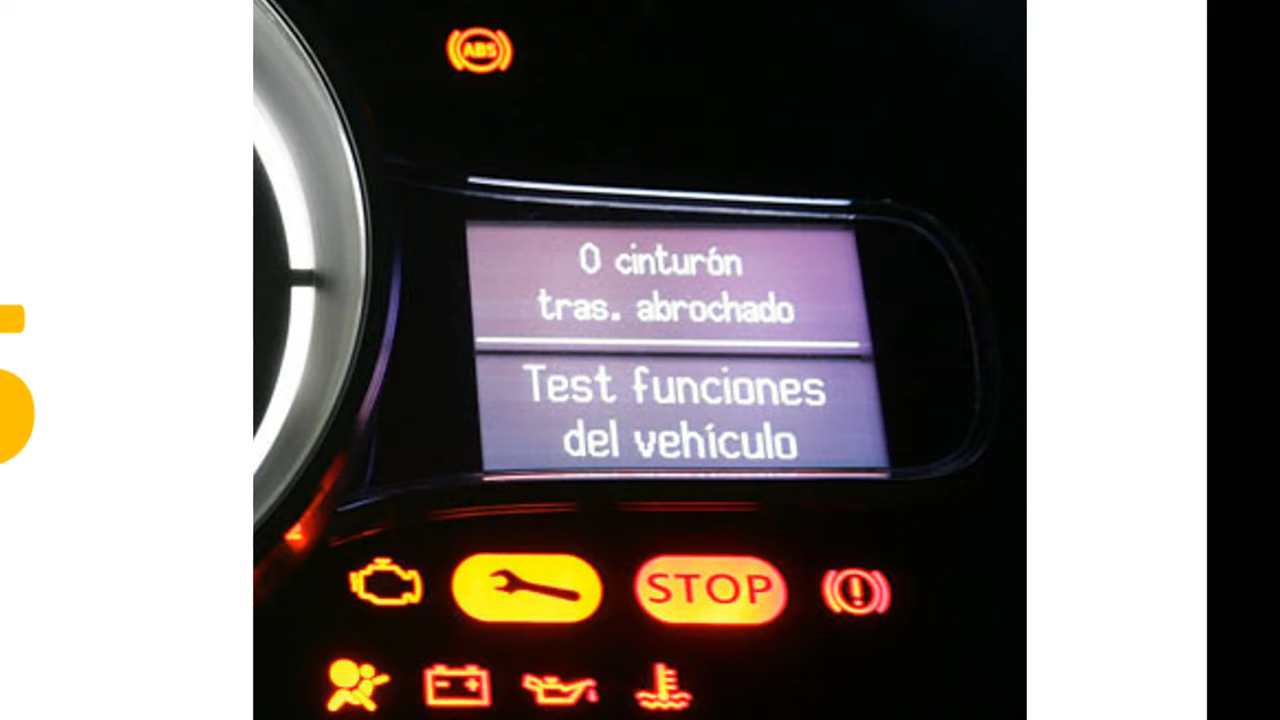 ABS
0 cinturón
tras. abrochado
Test funciones
del vehículo
STOP